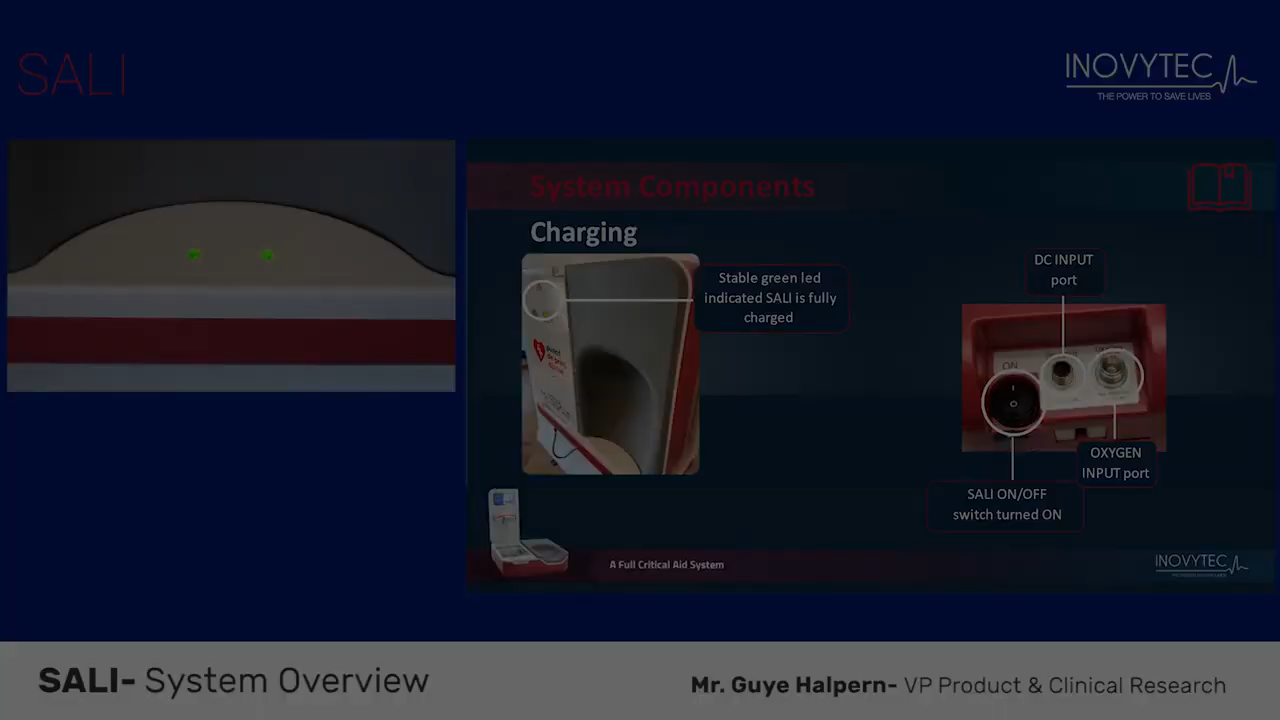 SALI
INOVYTEC
THE POWER TO SAVE LIVES
System Components
Charging
Stable green led
indicated SALI is fully
charged
DC INPUT
port
ON
OXYGEN
INPUT port
SALI ON/OFF
switch turned ON
A Full Critical Aid System
INOVYTEC
SALI- System Overview
Mr. Guye Halpern- VP Product & Clinical Research